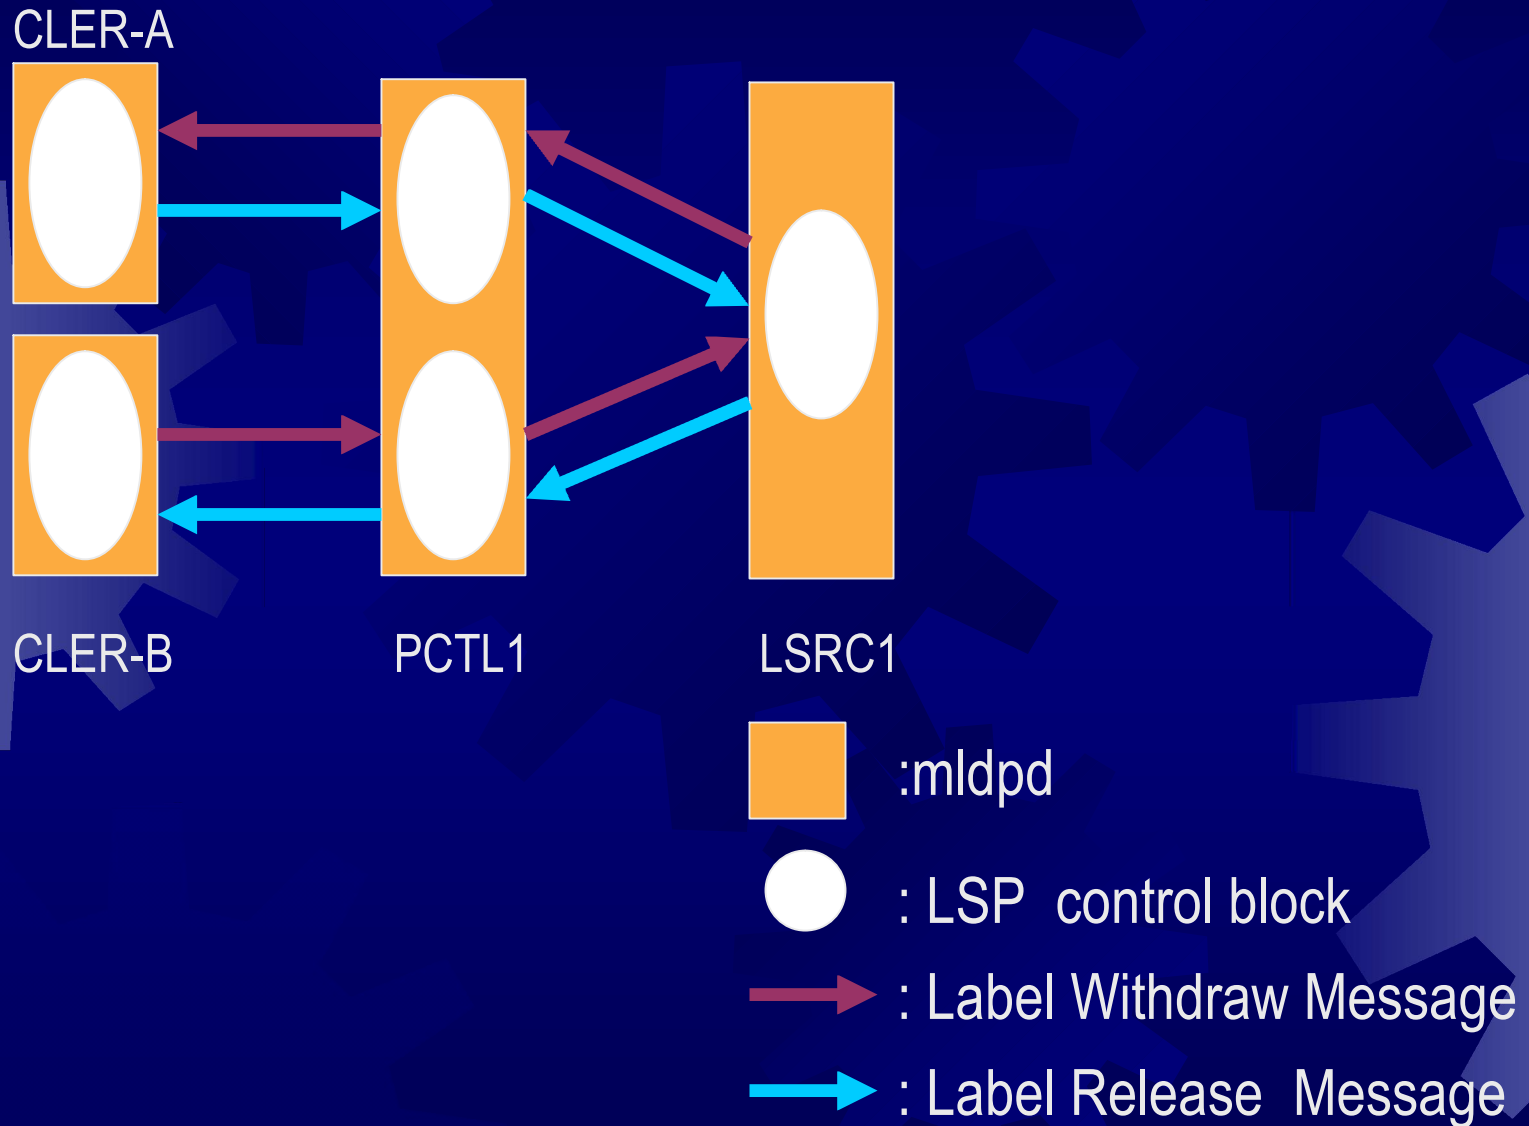 CLER-A
CLER-B
PCTL1
LSRC1
:mldpd
: LSP control block
: Label Withdraw Message
: Label Release Message